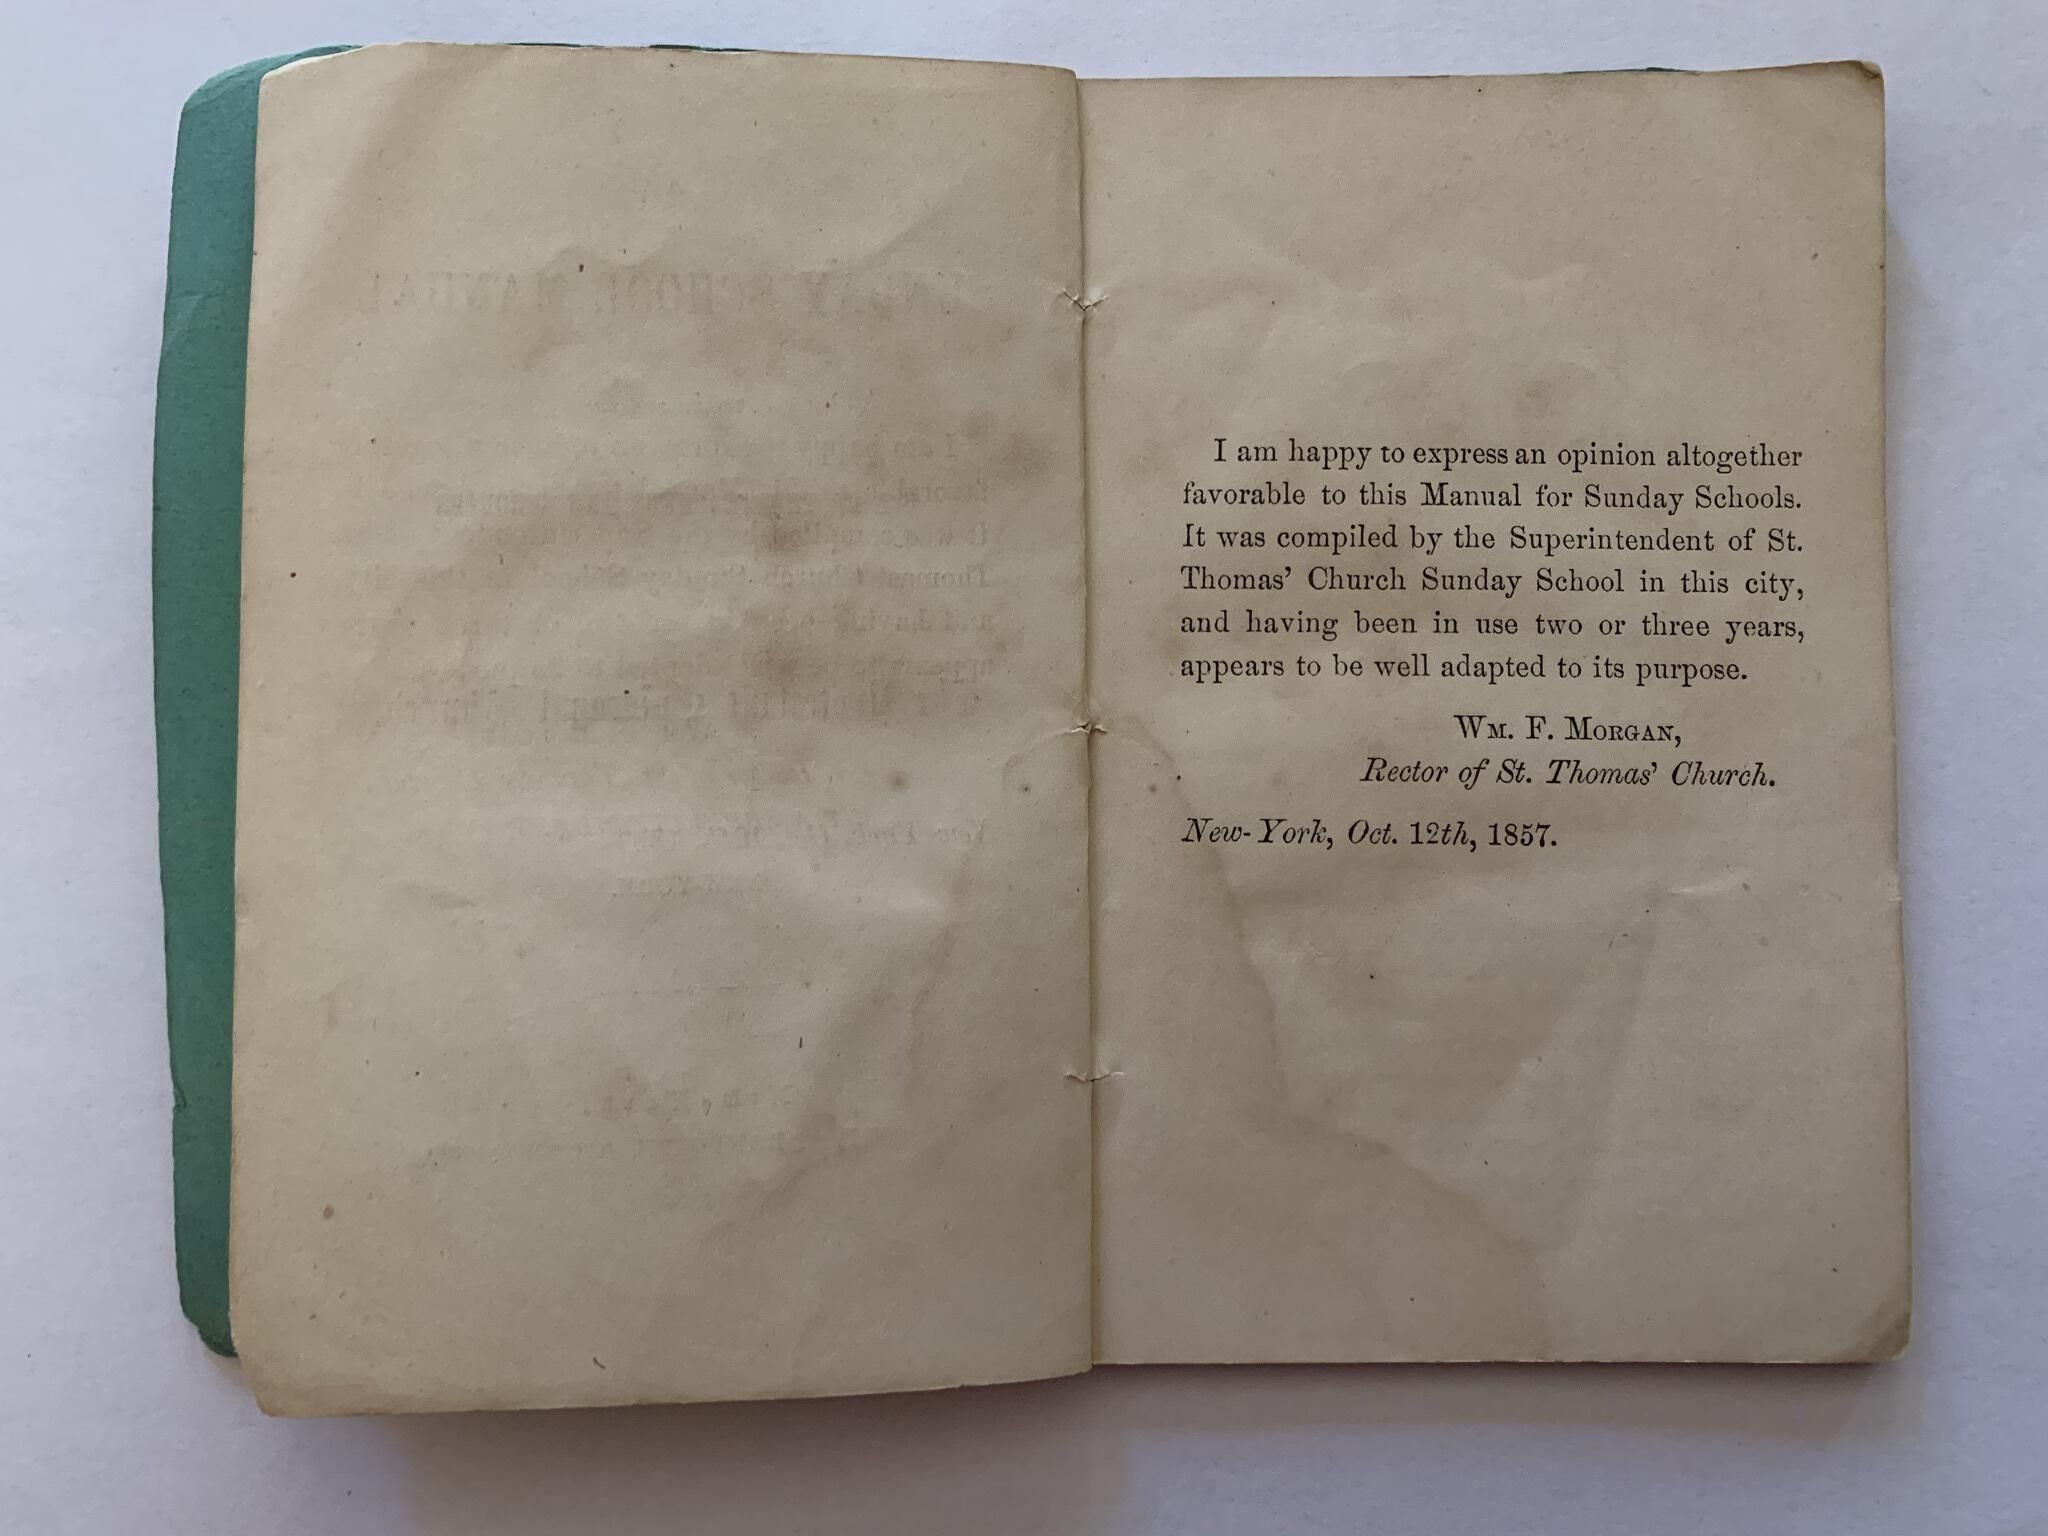 I am happy to express an opinion altogether
favorable to this Manual for Sunday Schools.
It was compiled by the Superintendent of St.
Thomas' Church Sunday School in this city,
and having been in use two or three years,
appears to be well adapted to its purpose.
Wm. F. Morgan,
Rector of St. Thomas' Church.
New-York, Oct. 12th, 1857.